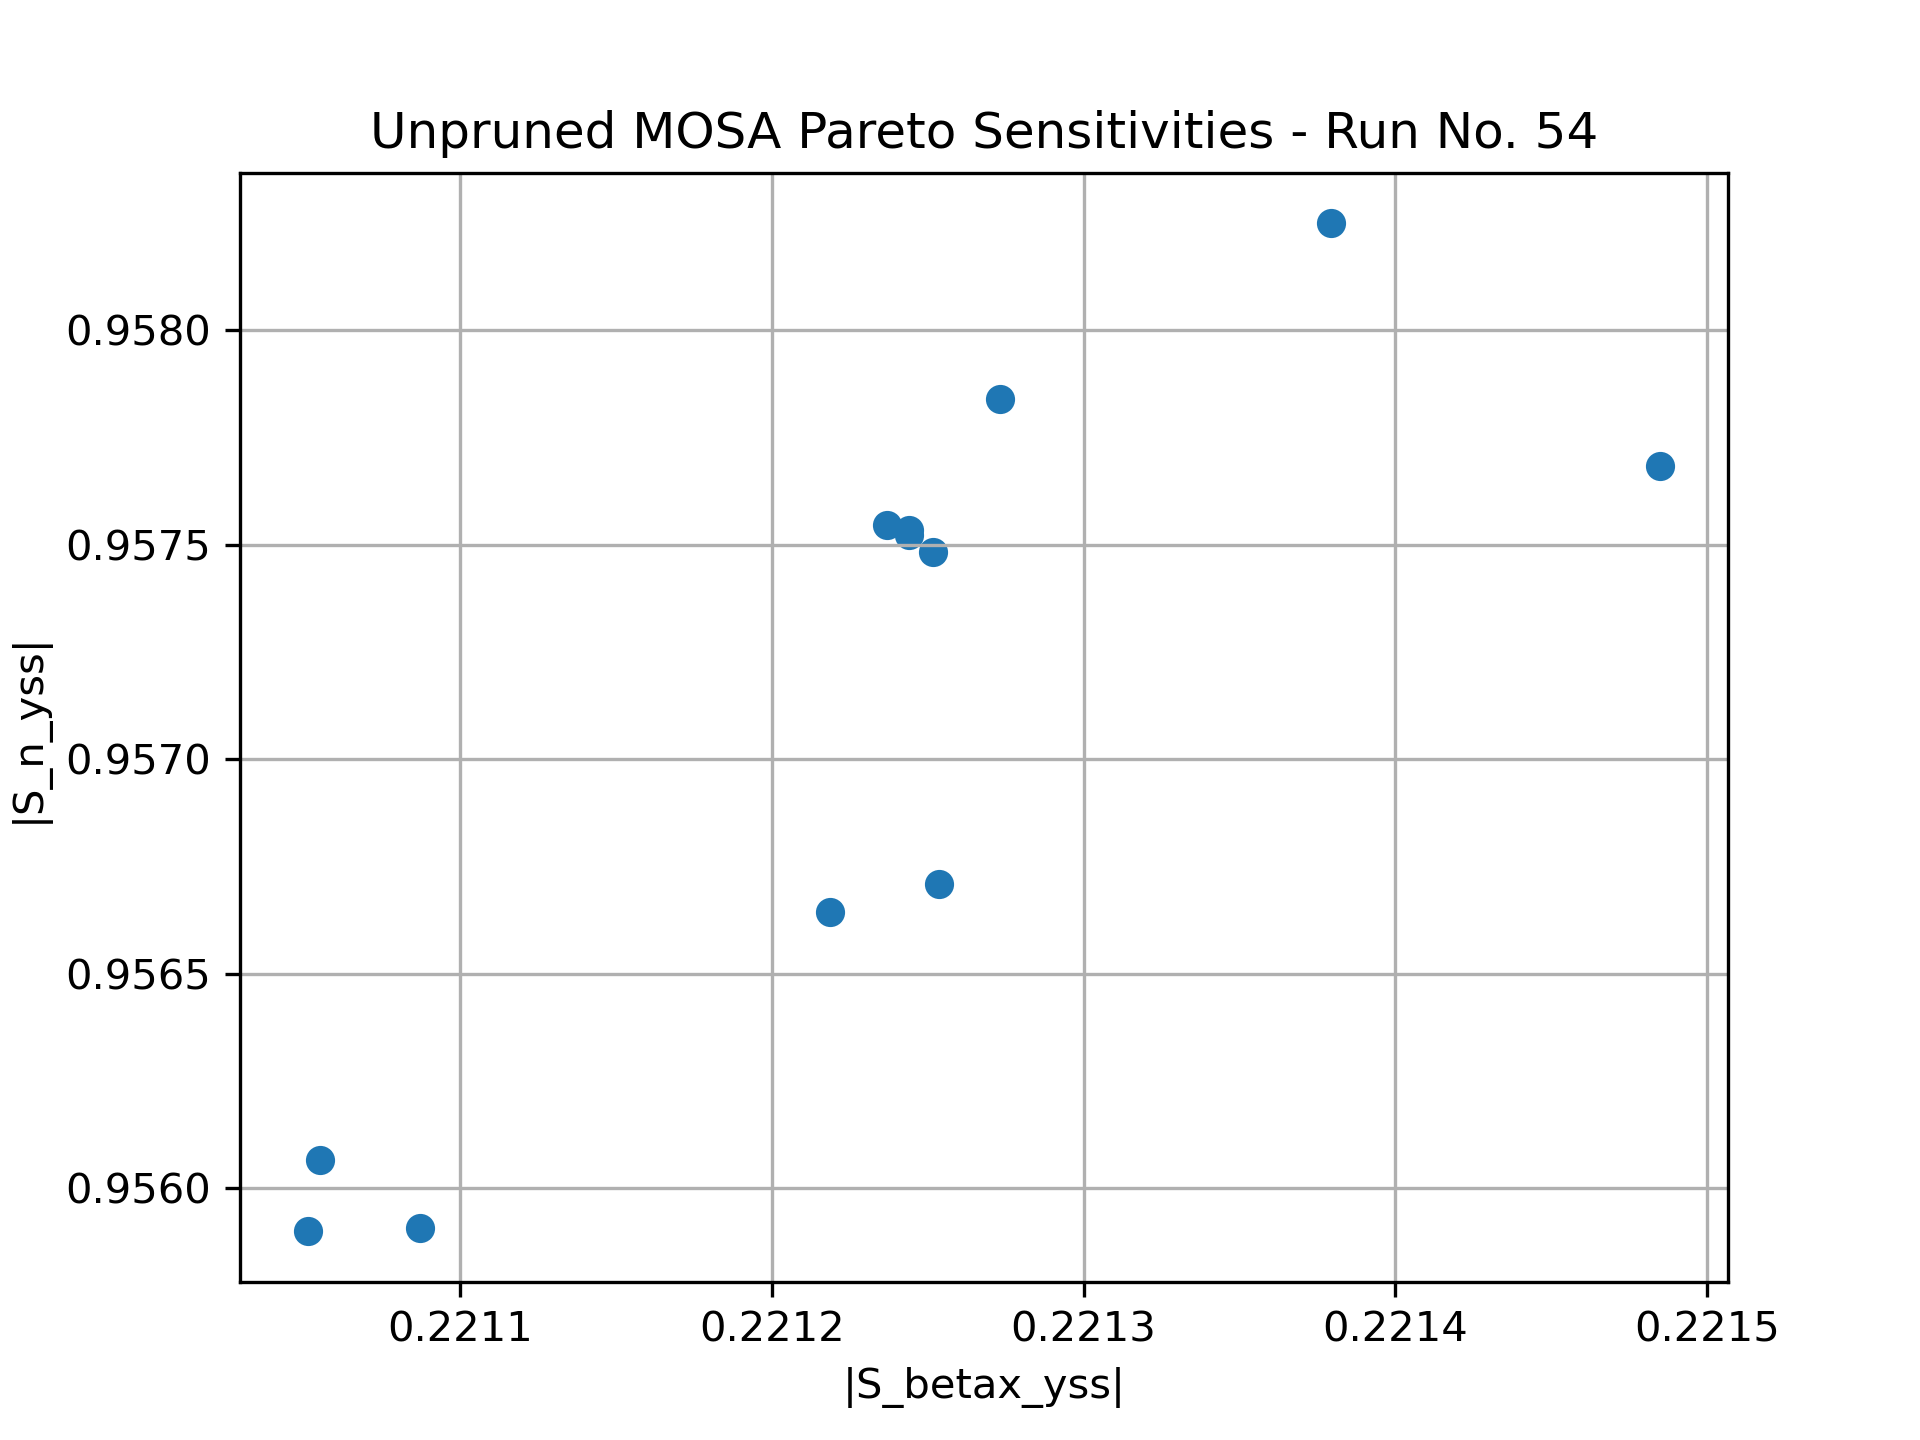 Unpruned MOSA Pareto Sensitivities - Run No. 54
0.9580
0.9575
0.9570
0.9565
0.9560
|S_n_yss|
0.2211 0.2212 0.2213 0.2214 0.2215
|S_betax_yss|